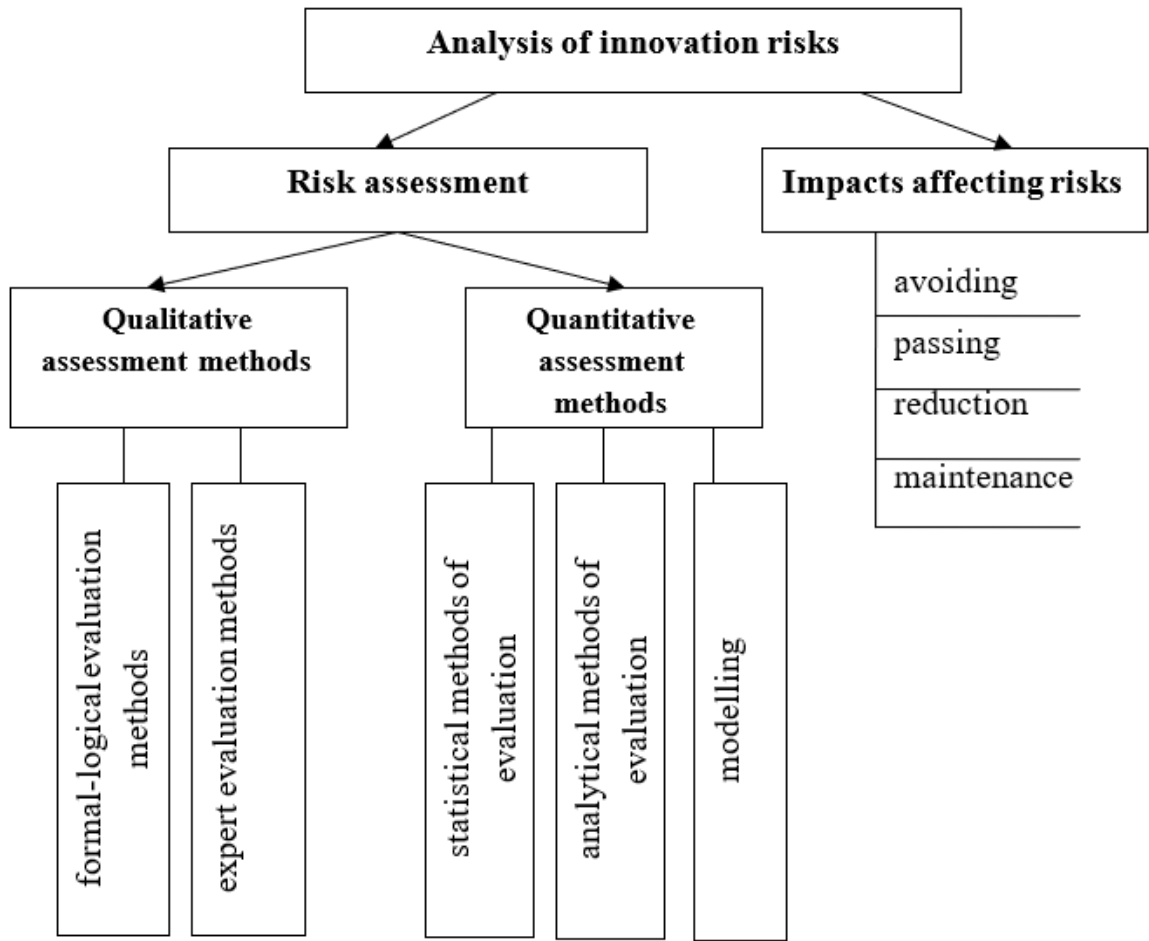 Analysis of innovation risks
Risk assessment
Impacts affecting risks
Qualitative
assessment methods
Quantitative
assessment
methods
avoiding
passing
reduction
maintenance
formal-logical evaluation
methods
expert evaluation methods
statistical methods of
evaluation
analytical methods of
evaluation
modelling